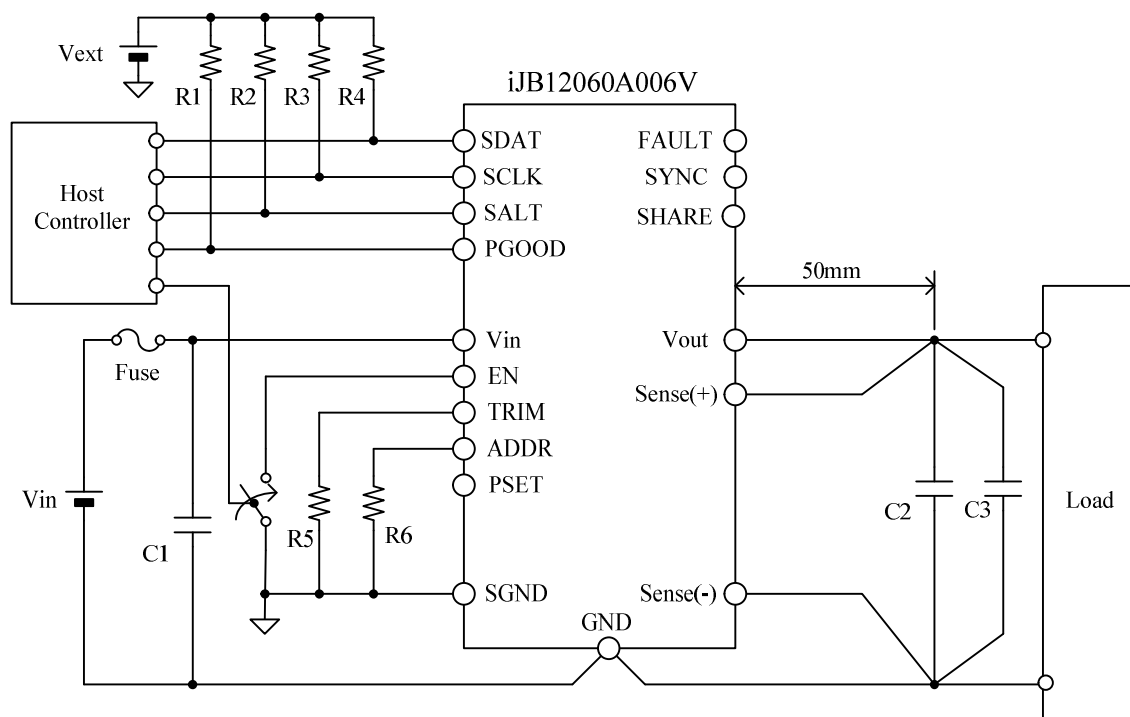 Vext
R1
R2
R3
R4
iJB12060A006V
Host
Controller
SDAT
SCLK
SALT
PGOOD
FAULT
SYNC
SHARE
50mm
Fuse
Vin
EN
TRIM
ADDR
PSET
SGND
Vout
Sense(+)
Sense(-)
GND
Vin
C1
R5
R6
C2
C3
Load